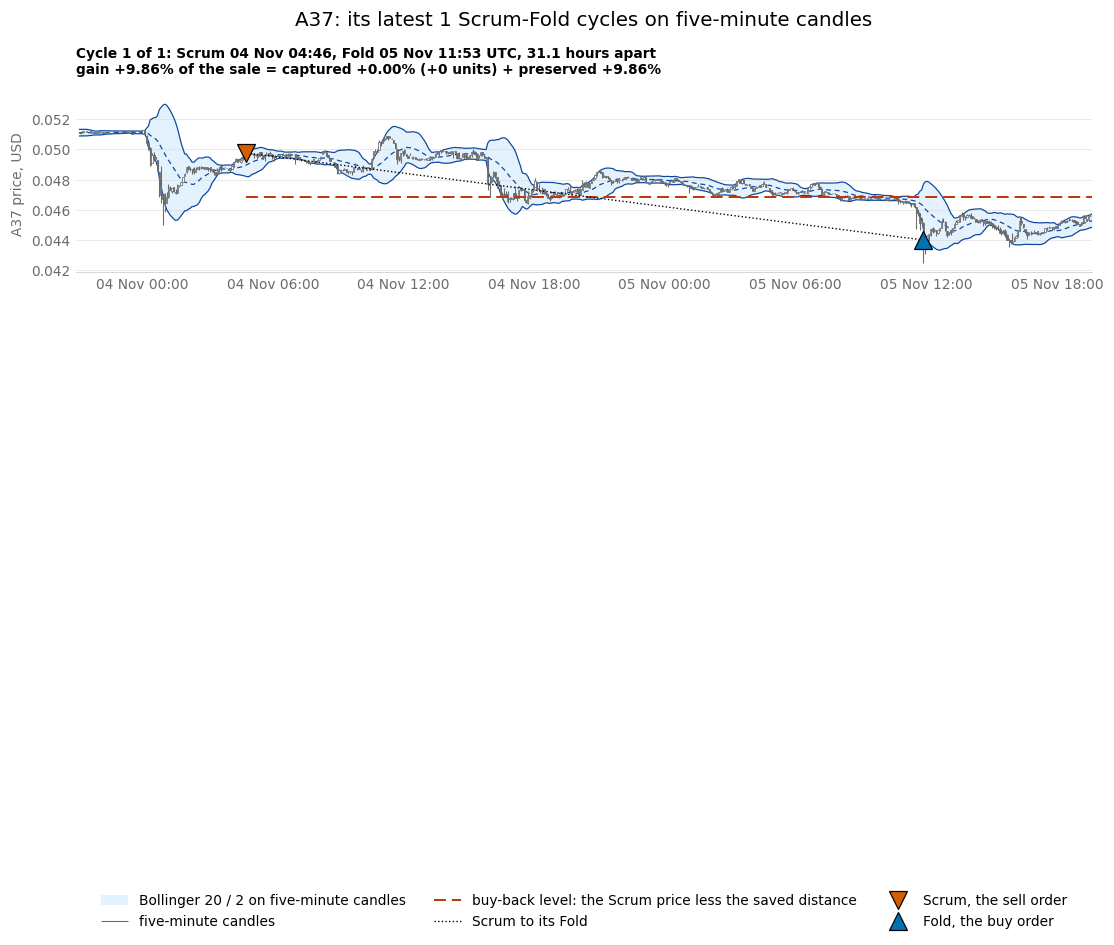 A37: its latest 1 Scrum-Fold cycles on five-minute candles
Cycle 1 of 1: Scrum 04 Nov 04:46, Fold 05 Nov 11:53 UTC, 31.1 hours apart
gain +9.86% of the sale = captured +0.00% (+0 units) + preserved +9.86%
A37 price, USD
0.052
0.050
0.048
0.046
0.044
0.042
04 Nov 00:00
04 Nov 06:00
04 Nov 12:00
04 Nov 18:00
05 Nov 00:00
05 Nov 06:00
05 Nov 12:00
05 Nov 18:00
Bollinger 20 / 2 on five-minute candles
five-minute candles
buy-back level: the Scrum price less the saved distance
Scrum to its Fold
Scrum, the sell order
Fold, the buy order